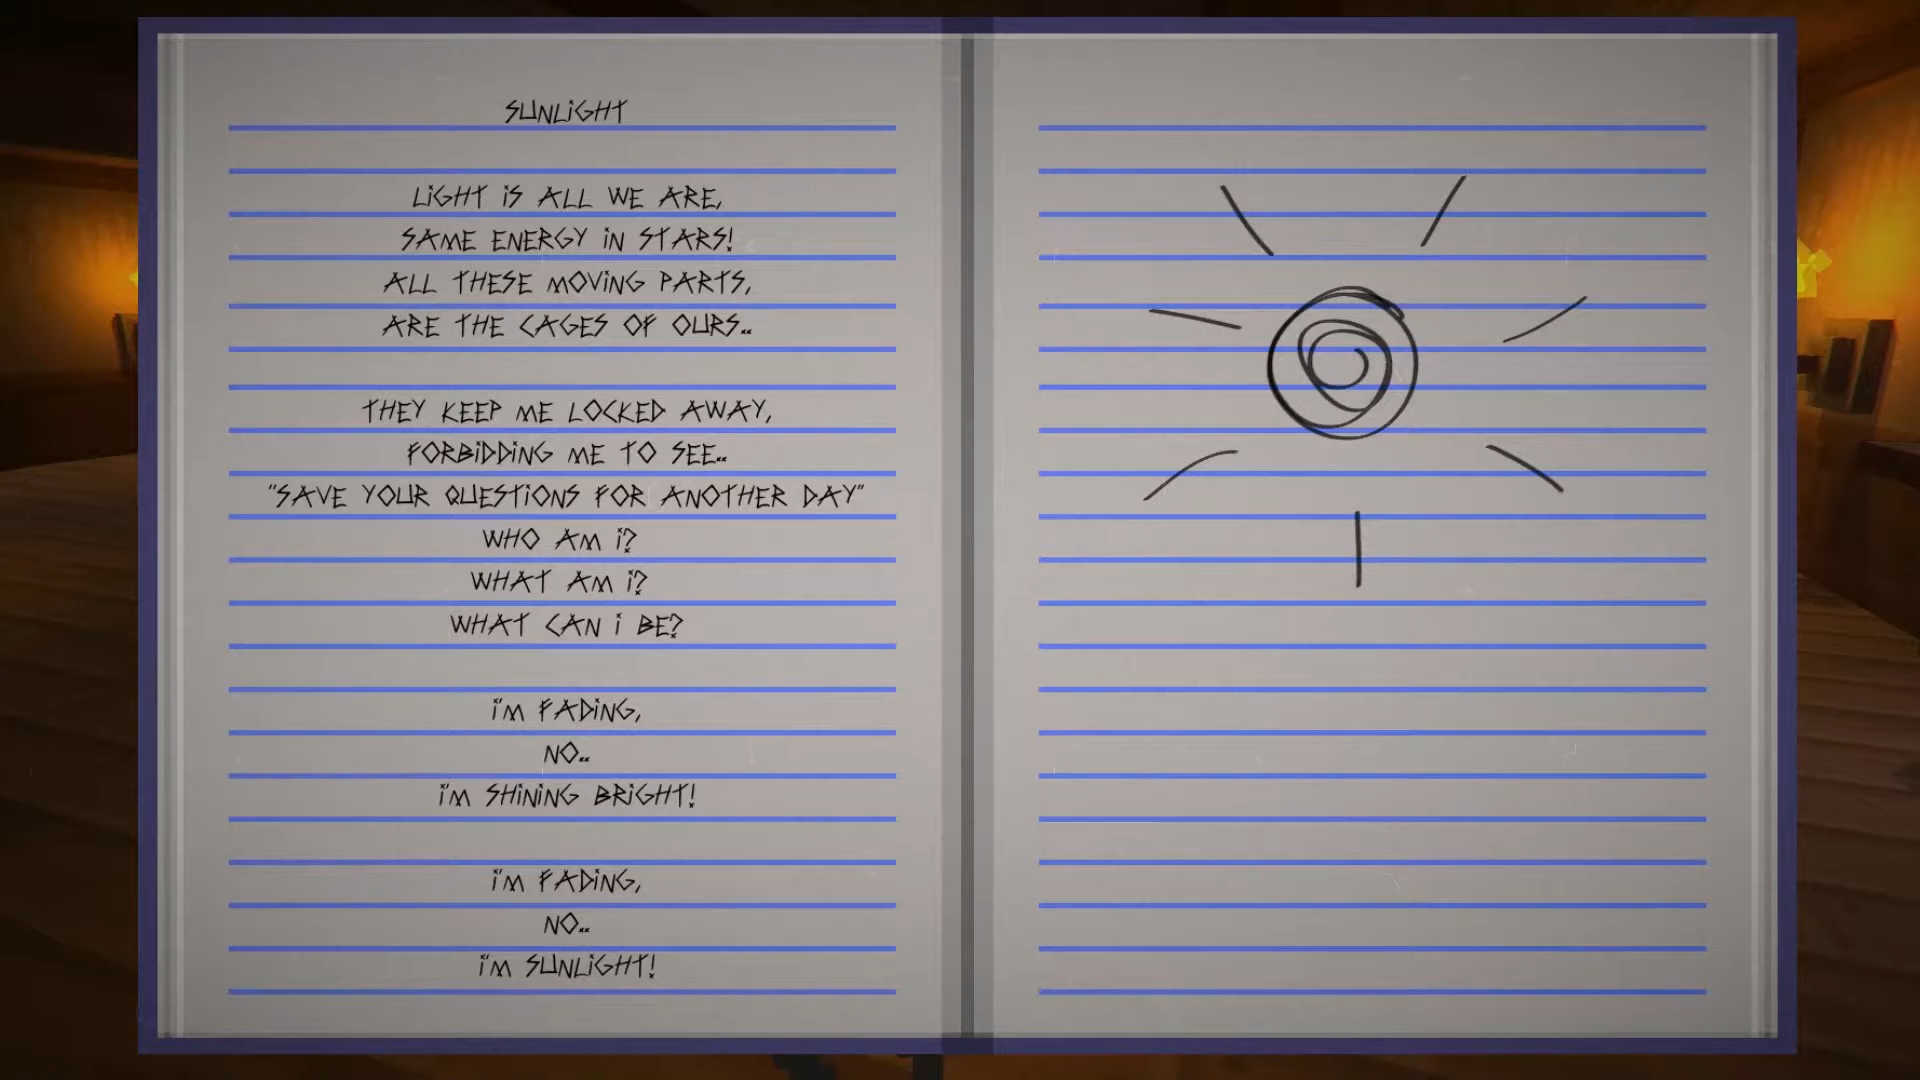 SUNLiGHT
LiGHT iS ALL WE ARE,
SAME ENERGY iN STARS!
ALL THESE MOViNG PARTS,
ARE THE CAGES OF OURS..
THEY KEEP ME LOCKED AWAY,
FORBiDDiNG ME TO SEE..
"SAVE YOUR QUESTiONS FOR ANOTHER DAY"
WHO AM i?
WHAT AM i?
WHAT CAN i BE?
i'M FADiNG,
NO..
i'M SHiNiNG BRiGHT!
i'M FADiNG,
NO..
i'M SUNLiGHT!